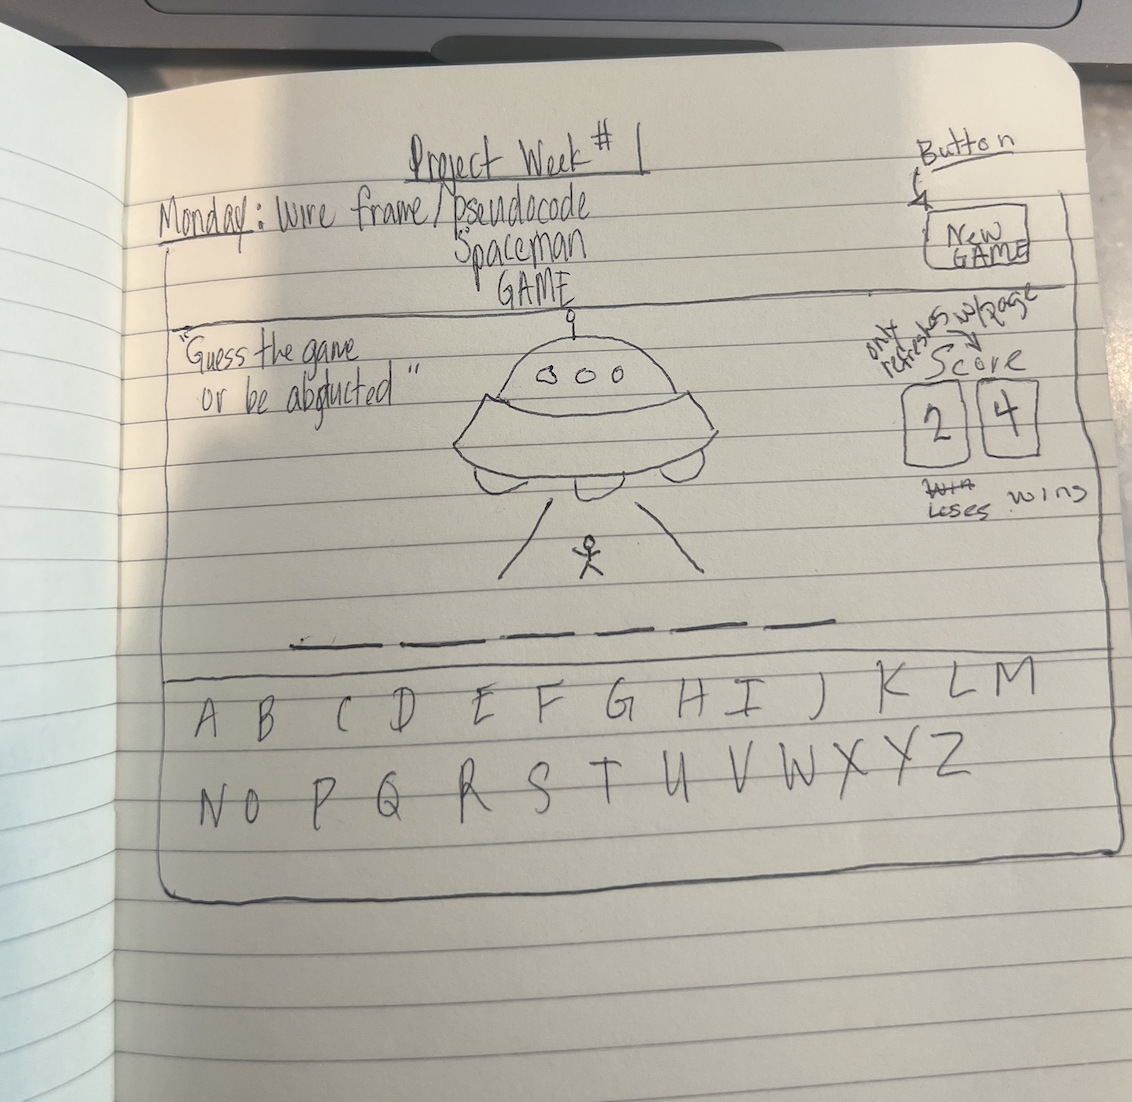 Project Week #1
Button
Monday: Wire frame/pseudocode
"Spaceman
GAME
New
GAME
"Guess the game
or be abducted"
only
refreshes w/page
Score
2 4
Win
Loses wins
A B C D E F G H I J K L M
N O P Q R S T U V W X Y Z